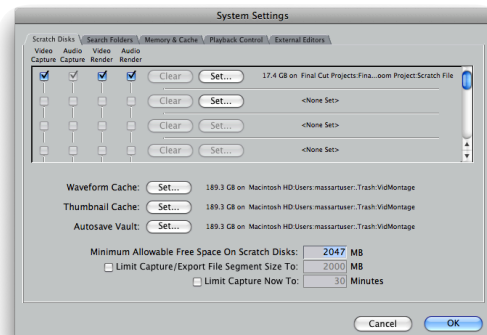 System Settings
Scratch Disks Search Folders Memory & Cache Playback Control External Editors
Video Audio Video Audio
Capture Capture Render Render
Clear Set... 17.4 GB on Final Cut Projects:Fina...oom Project:Scratch File
Clear Set... <None Set>
Clear Set... <None Set>
Clear Set... <None Set>
Waveform Cache: Set... 189.3 GB on Macintosh HD:Users:massartuser:.Trash:VidMontage
Thumbnail Cache: Set... 189.3 GB on Macintosh HD:Users:massartuser:.Trash:VidMontage
Autosave Vault: Set... 189.3 GB on Macintosh HD:Users:massartuser:.Trash:VidMontage
Minimum Allowable Free Space On Scratch Disks: 2047 MB
Limit Capture/Export File Segment Size To: 2000 MB
Limit Capture Now To: 30 Minutes
Cancel OK